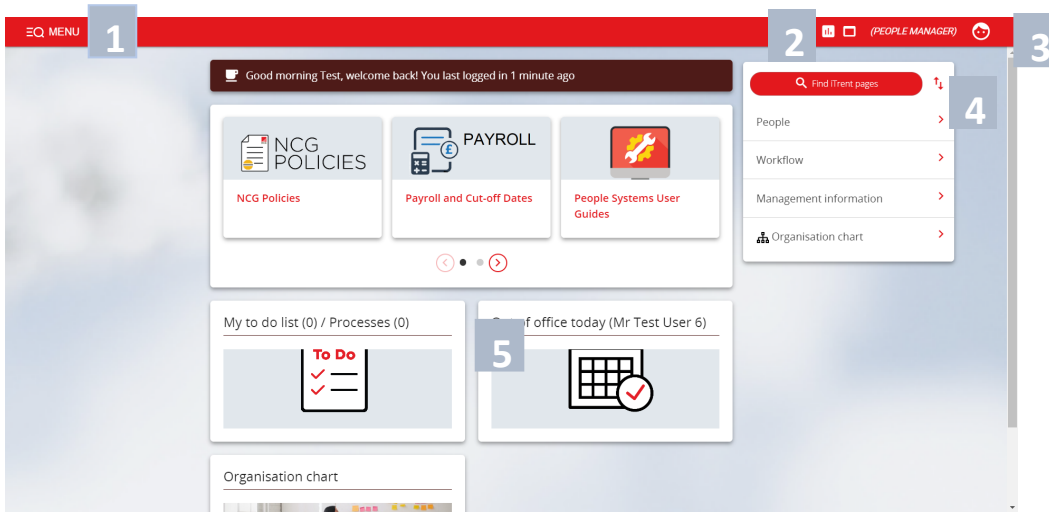 MENU
1
2
(PEOPLE MANAGER)
3
Good morning Test, welcome back! You last logged in 1 minute ago
Find iTrent pages
4
People
Workflow
Management information
Organisation chart
NCG
POLICIES
NCG Policies
PAYROLL
£
Payroll and Cut-off Dates
People Systems User
Guides
My to do list (0) / Processes (0)
To Do
5
of office today (Mr Test User 6)
Organisation chart